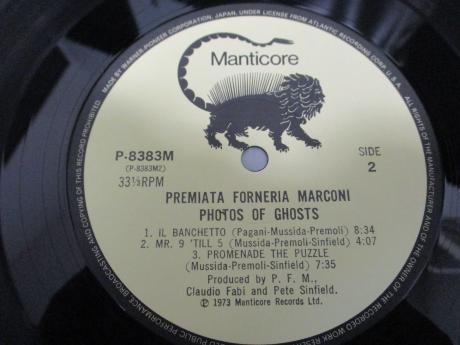 MADE BY WARNER-PIONEER CORPORATION, JAPAN, UNDER LICENSE FROM ATLANTIC RECORDING CORP. U.S.A.
Manticore
P-8383M
(P-8383M2)
33⅓RPM
SIDE
2
PREMIATA FORNERIA MARCONI
PHOTOS OF GHOSTS
1. IL BANCHETTO (Pagani-Mussida-Premoli) 8:34
2. MR. 9 'TILL 5 (Mussida-Premoli-Sinfield) 4:07
3. PROMENADE THE PUZZLE
(Mussida-Premoli-Sinfield) 7:35
Produced by P. F. M.,
Claudio Fabi and Pete Sinfield.
℗ 1973 Manticore Records Ltd.
ALL RIGHTS OF THE MANUFACTURER AND OF THE OWNER OF THE RECORDED WORK RESERVED
PUBLIC PERFORMANCE BROADCASTING AND COPYING OF THIS RECORD PROHIBITED